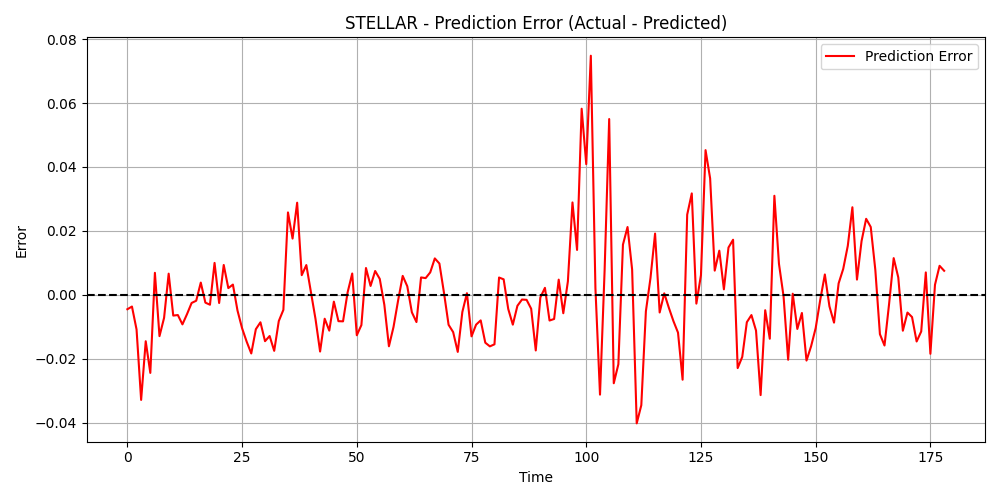 STELLAR - Prediction Error (Actual - Predicted)
Prediction Error
0.08
0.06
0.04
0.02
0.00
−0.02
−0.04
Error
0 25 50 75 100 125 150 175
Time